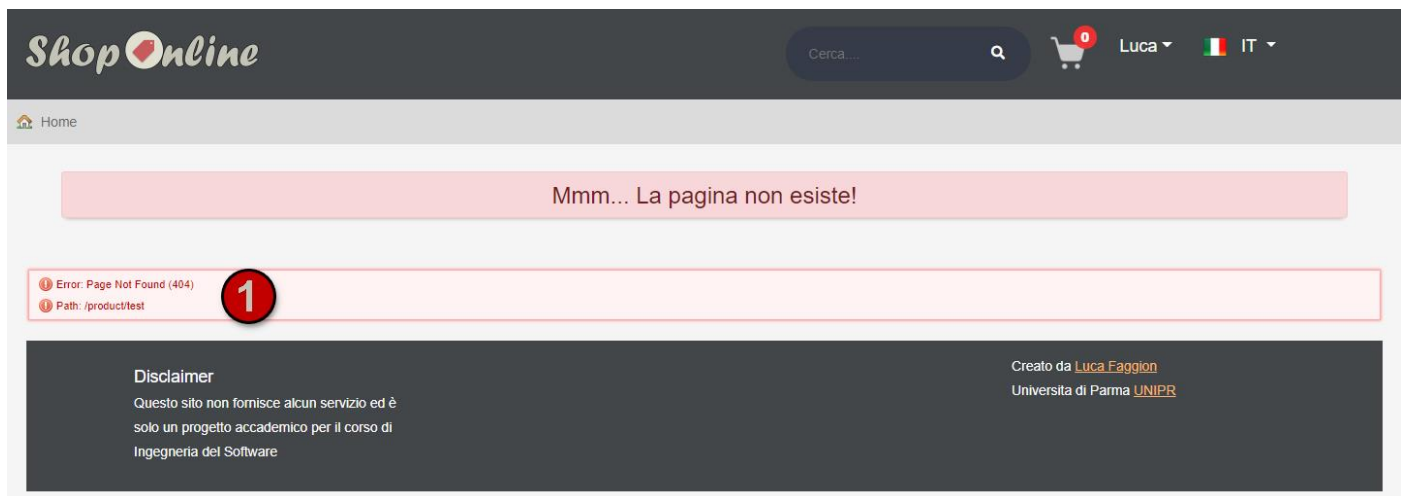 Shop Online
Cerca....
0
Luca
IT
Home
Mmm... La pagina non esiste!
Error: Page Not Found (404)
Path: /product/test
1
Disclaimer
Questo sito non fornisce alcun servizio ed è
solo un progetto accademico per il corso di
Ingegneria del Software
Creato da Luca Faggion
Universita di Parma UNIPR